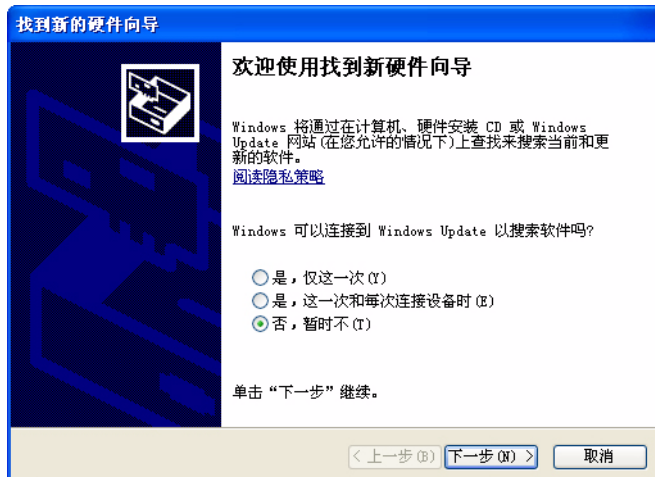 找到新的硬件向导
欢迎使用找到新硬件向导
Windows 将通过在计算机、硬件安装 CD 或 Windows
Update 网站(在您允许的情况下)上查找来搜索当前和更
新的软件。
阅读隐私策略
Windows 可以连接到 Windows Update 以搜索软件吗?
是，仅这一次(Y)
是，这一次和每次连接设备时(E)
否，暂时不(T)
单击“下一步”继续。
< 上一步(B) 下一步(N) > 取消